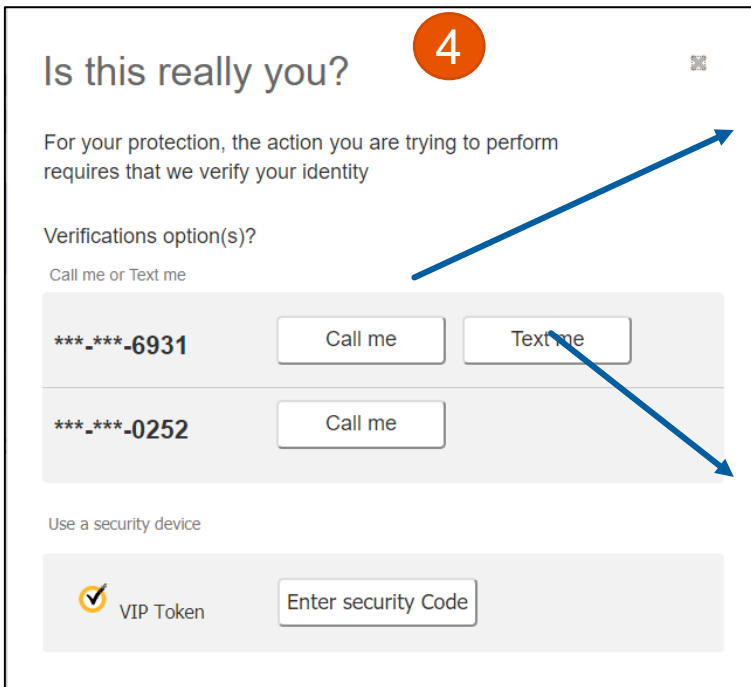 4
Is this really you?
For your protection, the action you are trying to perform
requires that we verify your identity
Verifications option(s)?
Call me or Text me
***-***-6931 Call me Text me
***-***-0252 Call me
Use a security device
VIP Token Enter security Code